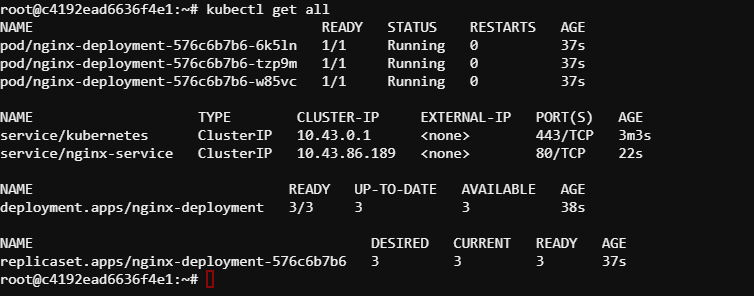 root@c4192ead6636f4e1:~# kubectl get all
NAME                                    READY   STATUS    RESTARTS   AGE
pod/nginx-deployment-576c6b7b6-6k5ln    1/1     Running   0          37s
pod/nginx-deployment-576c6b7b6-tzp9m    1/1     Running   0          37s
pod/nginx-deployment-576c6b7b6-w85vc    1/1     Running   0          37s
NAME                    TYPE        CLUSTER-IP     EXTERNAL-IP   PORT(S)   AGE
service/kubernetes      ClusterIP   10.43.0.1      <none>        443/TCP   3m3s
service/nginx-service   ClusterIP   10.43.86.189   <none>        80/TCP    22s
NAME                               READY   UP-TO-DATE   AVAILABLE   AGE
deployment.apps/nginx-deployment   3/3     3            3           38s
NAME                                         DESIRED   CURRENT   READY   AGE
replicaset.apps/nginx-deployment-576c6b7b6   3         3         3       37s
root@c4192ead6636f4e1:~#